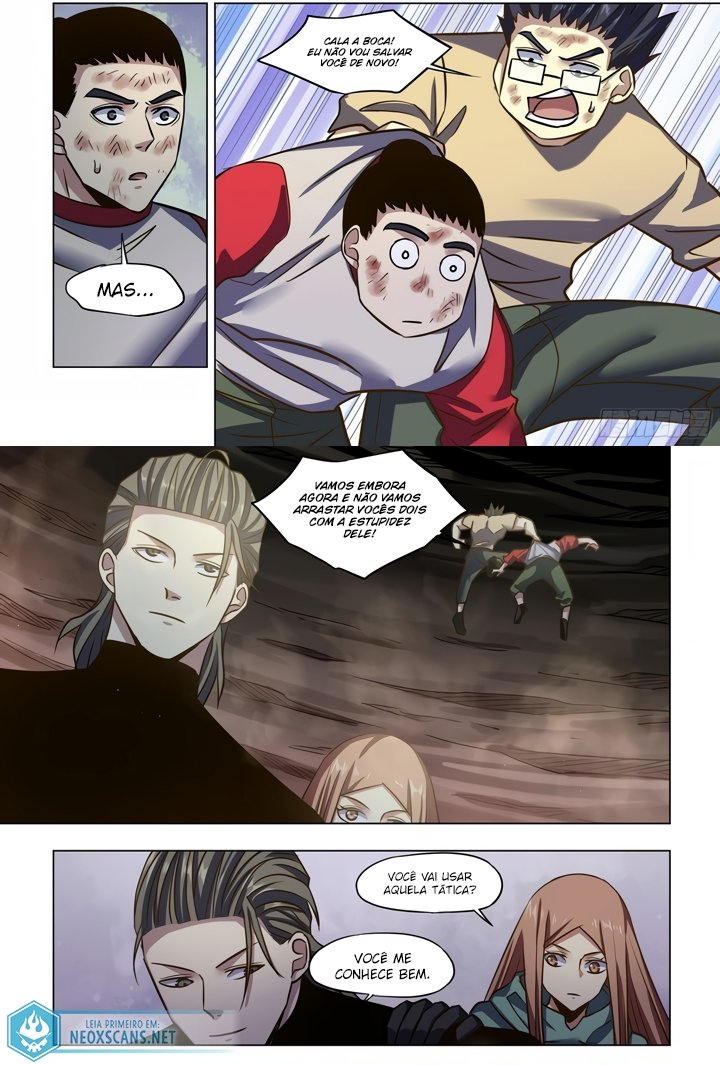 CALA A BOCA!
EU NÃO VOU SALVAR
VOCÊ DE NOVO!
MAS...
VAMOS EMBORA
AGORA E NÃO VAMOS
ARRASTAR VOCÊS DOIS
COM A ESTUPIDEZ
DELE!
VOCÊ VAI USAR
AQUELA TÁTICA?
VOCÊ ME
CONHECE BEM.
LEIA PRIMEIRO EM:
NEOXSCANS.NET